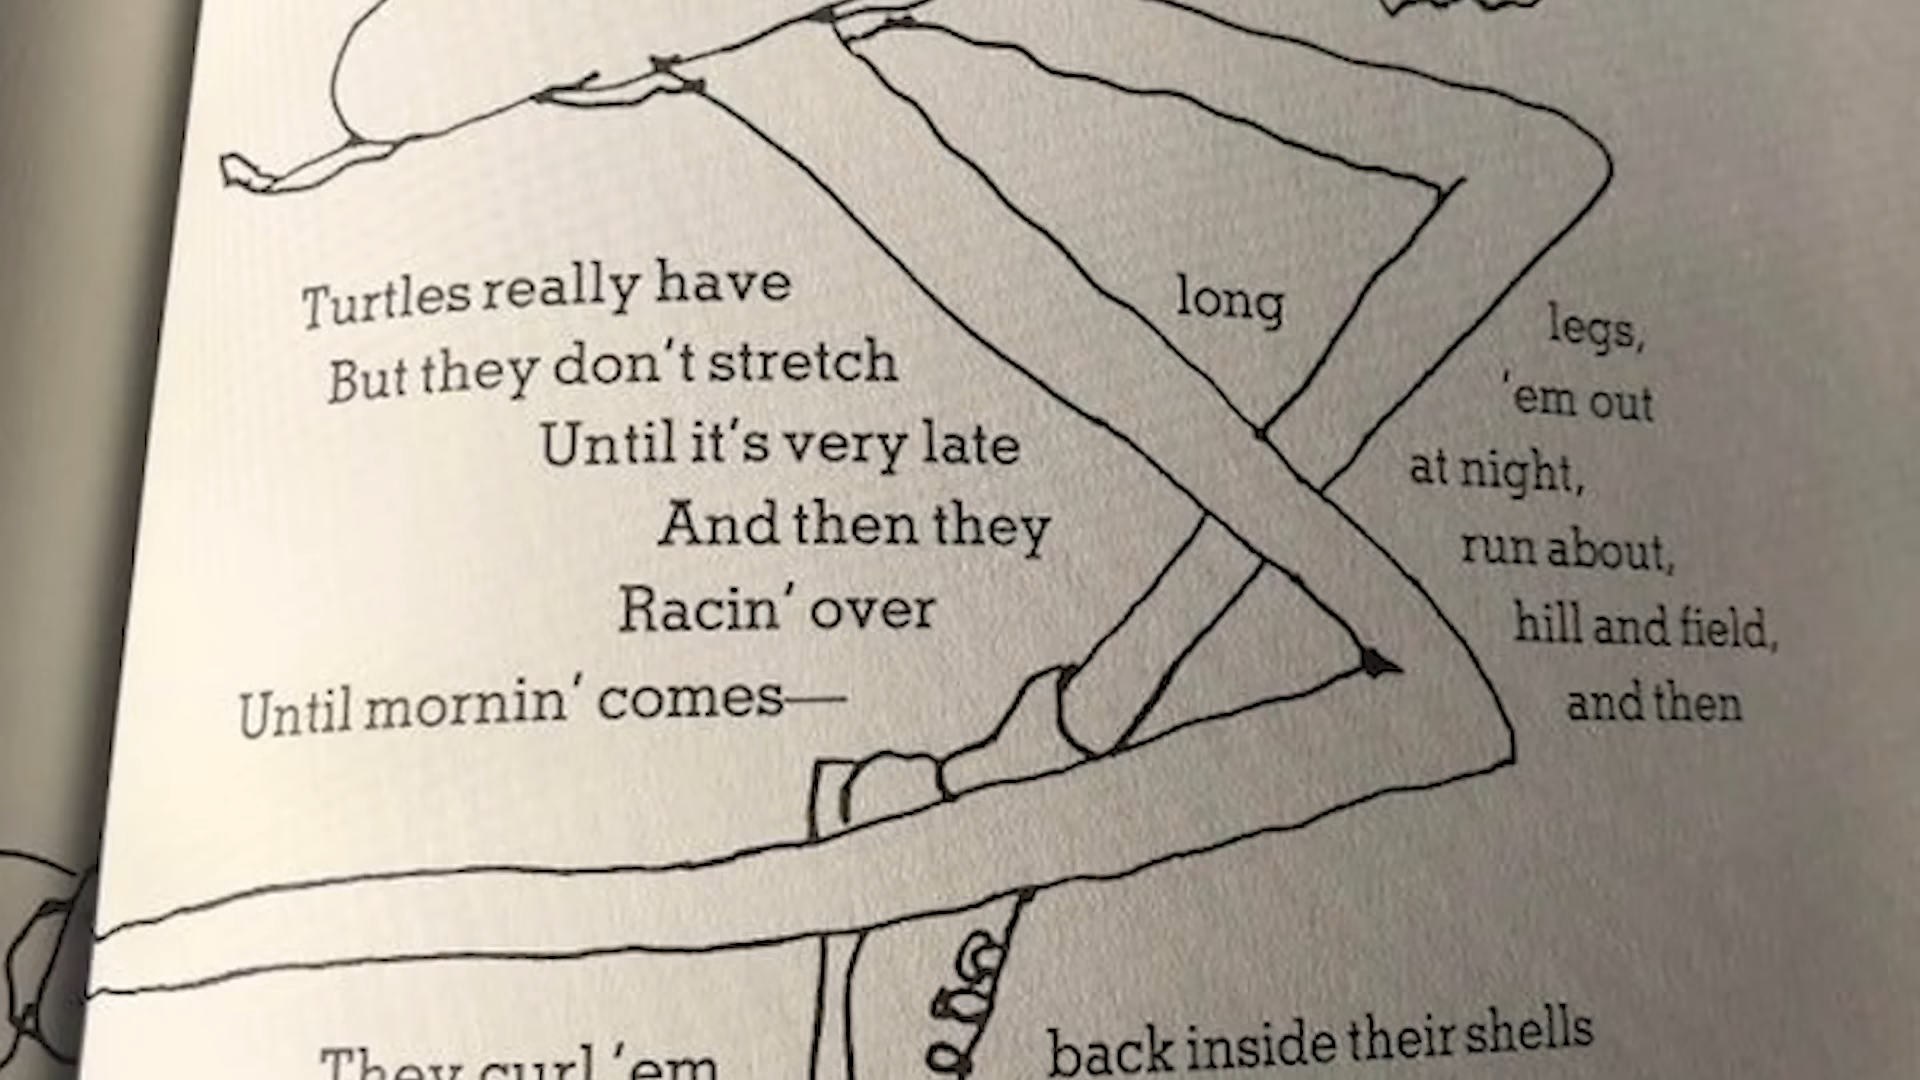 Turtles really have long legs,
But they don't stretch 'em out
Until it's very late at night,
And then they run about,
Racin' over hill and field,
Until mornin' comes— and then
They curl 'em back inside their shells